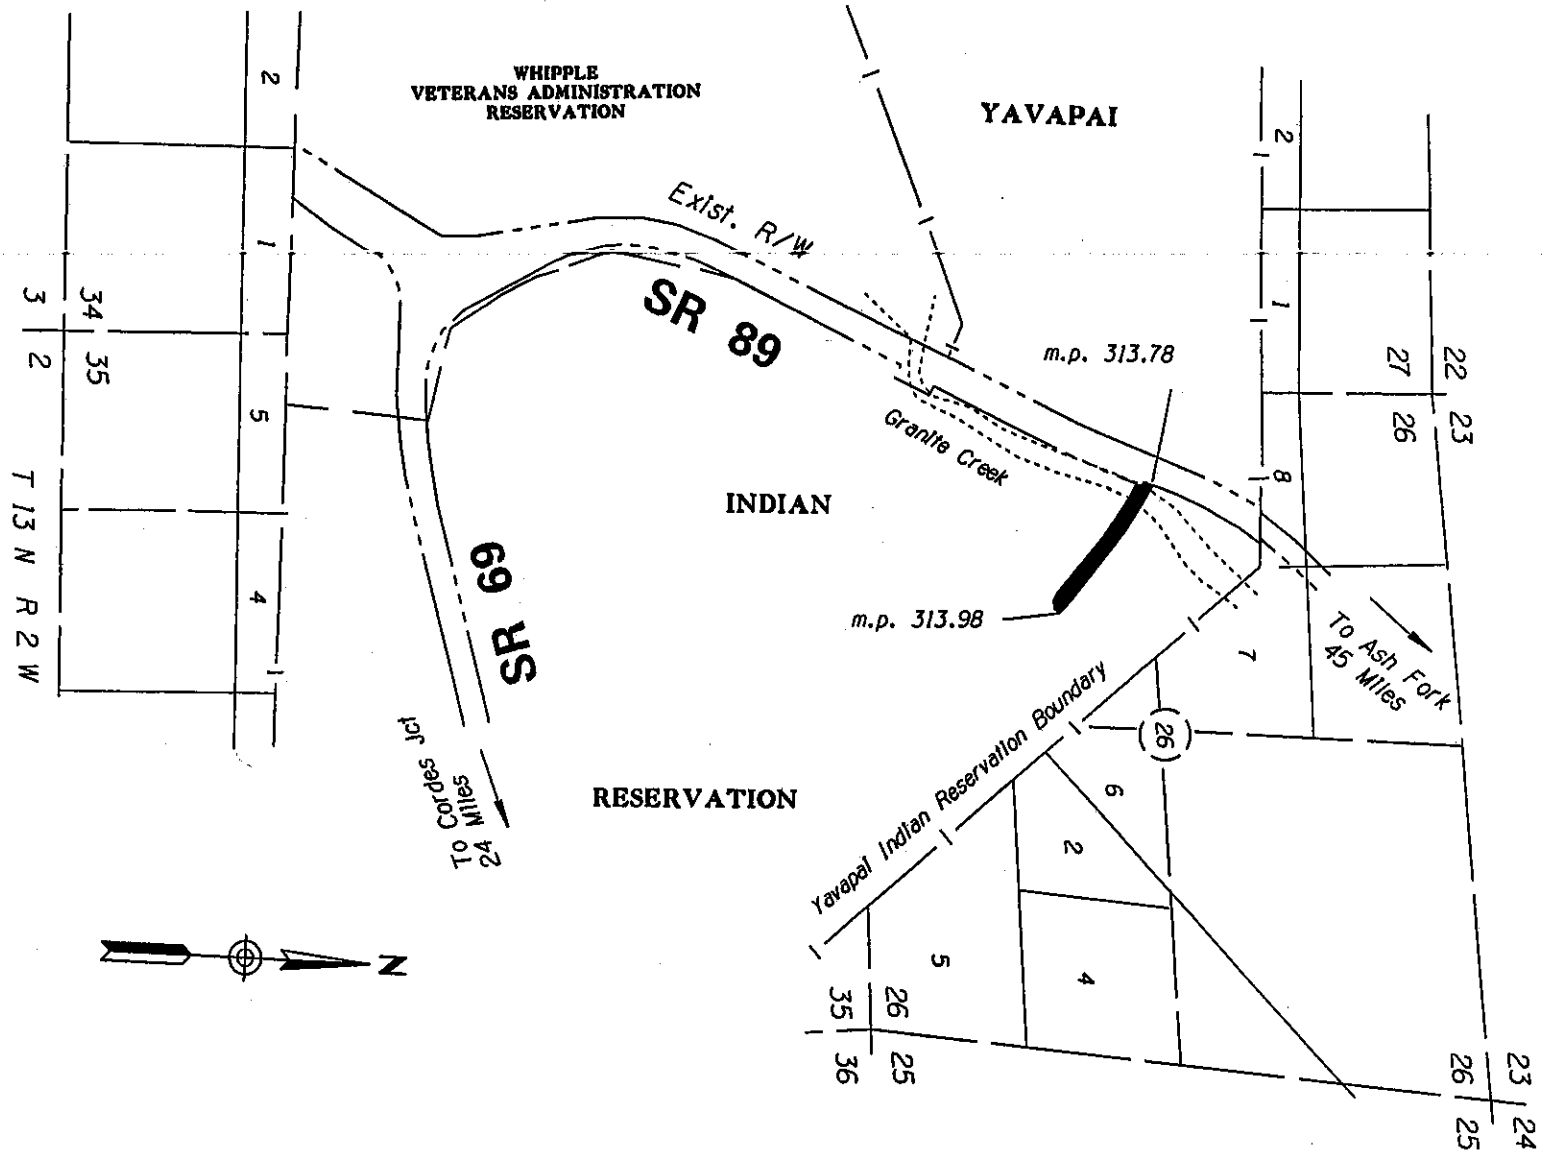 WHIPPLE
VETERANS ADMINISTRATION
RESERVATION
YAVAPAI
2
2
Exist. R/W
1
1
34
3
35
2
SR 89
m.p. 313.78
22
27
23
26
5
Granite Creek
8
T 13 N R 2 W
INDIAN
4
SR 69
m.p. 313.98
7
To Ash Fork
45 Miles
26
To Cordes Jct
24 Miles
RESERVATION
Yavapai Indian Reservation Boundary
6
2
5
4
N
26
35
25
36
23
26
24
25